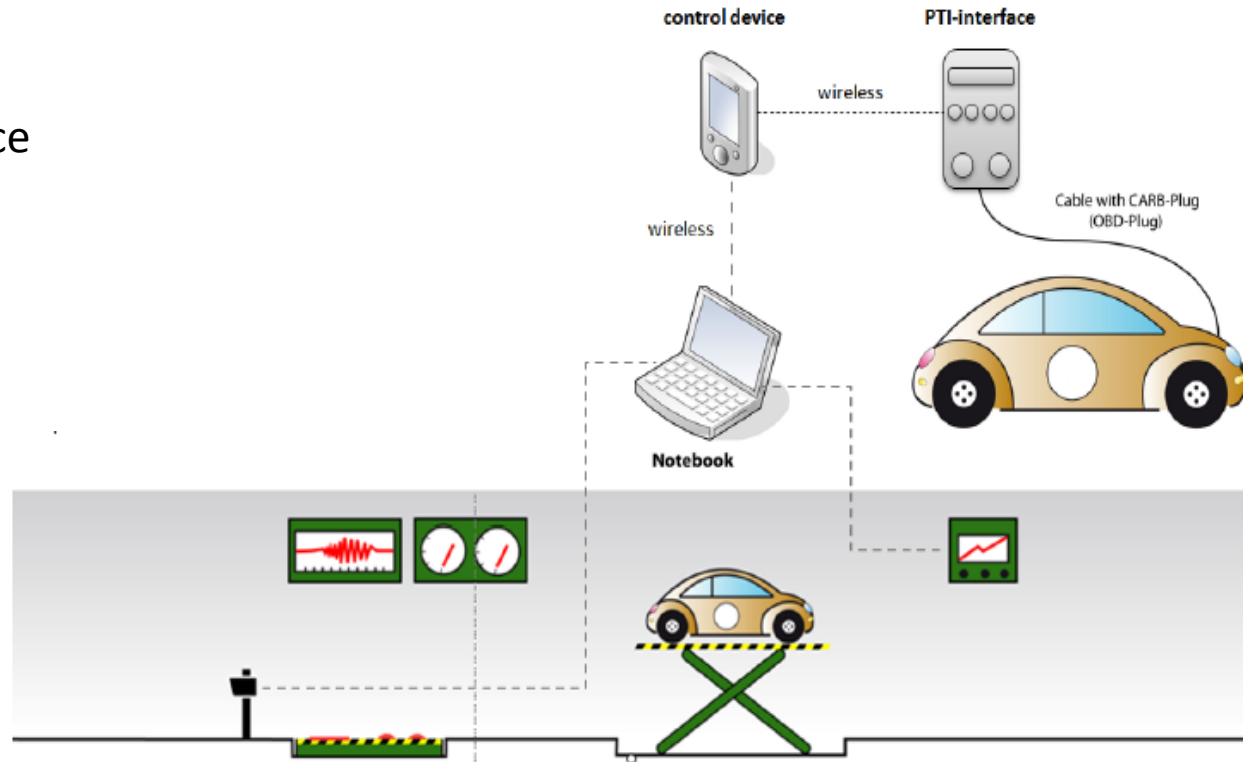 control device
PTI-interface
wireless
ce
Cable with CARB-Plug
(OBD-Plug)
wireless
Notebook